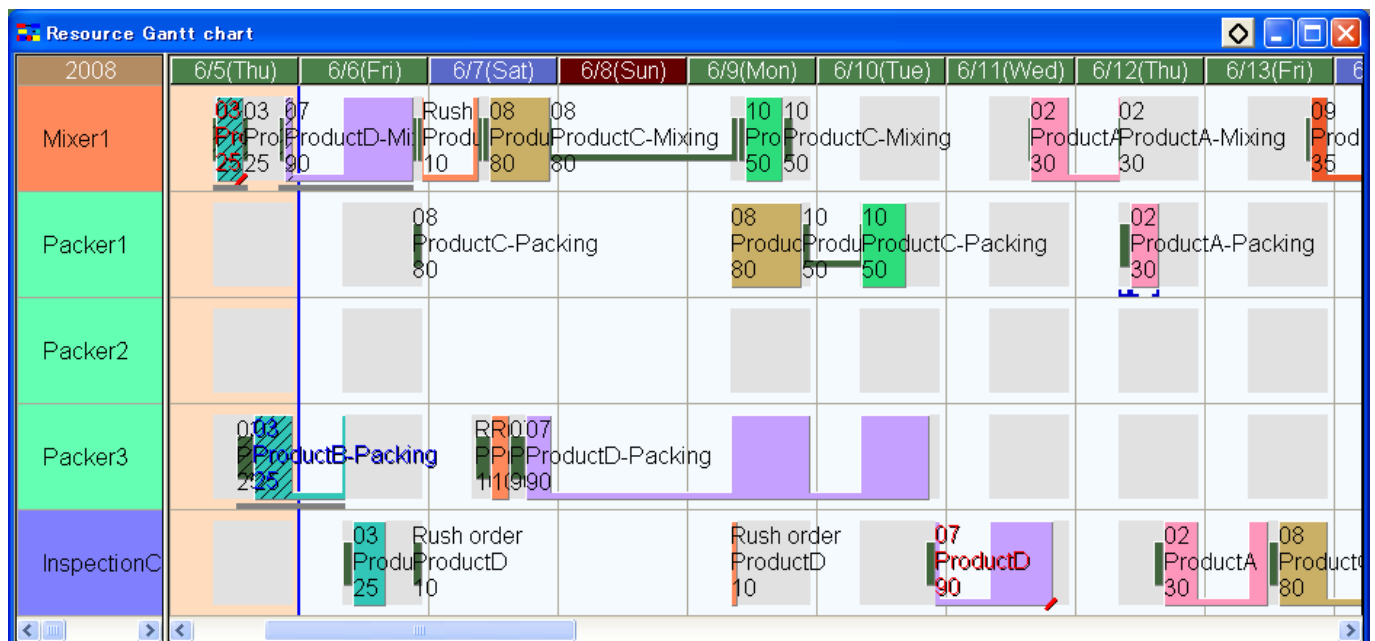 Resource Gantt chart
2008 6/5(Thu) 6/6(Fri) 6/7(Sat) 6/8(Sun) 6/9(Mon) 6/10(Tue) 6/11(Wed) 6/12(Thu) 6/13(Fri) 6
03 03 07 Rush 08 08 10 10 02 02 09
Mixer1 Pro ProductD-Mi Produ Produ ProductC-Mixing Pro ProductC-Mixing ProductA ProductA-Mixing Prod
25 25 90 10 80 80 50 50 30 30 35
08 08 10 10 02
Packer1 ProductC-Packing Produc Produ ProductC-Packing ProductA-Packing
80 80 50 50 30
Packer2
03 07
Packer3 ProductB-Packing ProductD-Packing
25 90
03 Rush order Rush order 07 02 08
InspectionC Produ ProductD ProductD ProductD ProductA Product
25 10 10 90 30 80